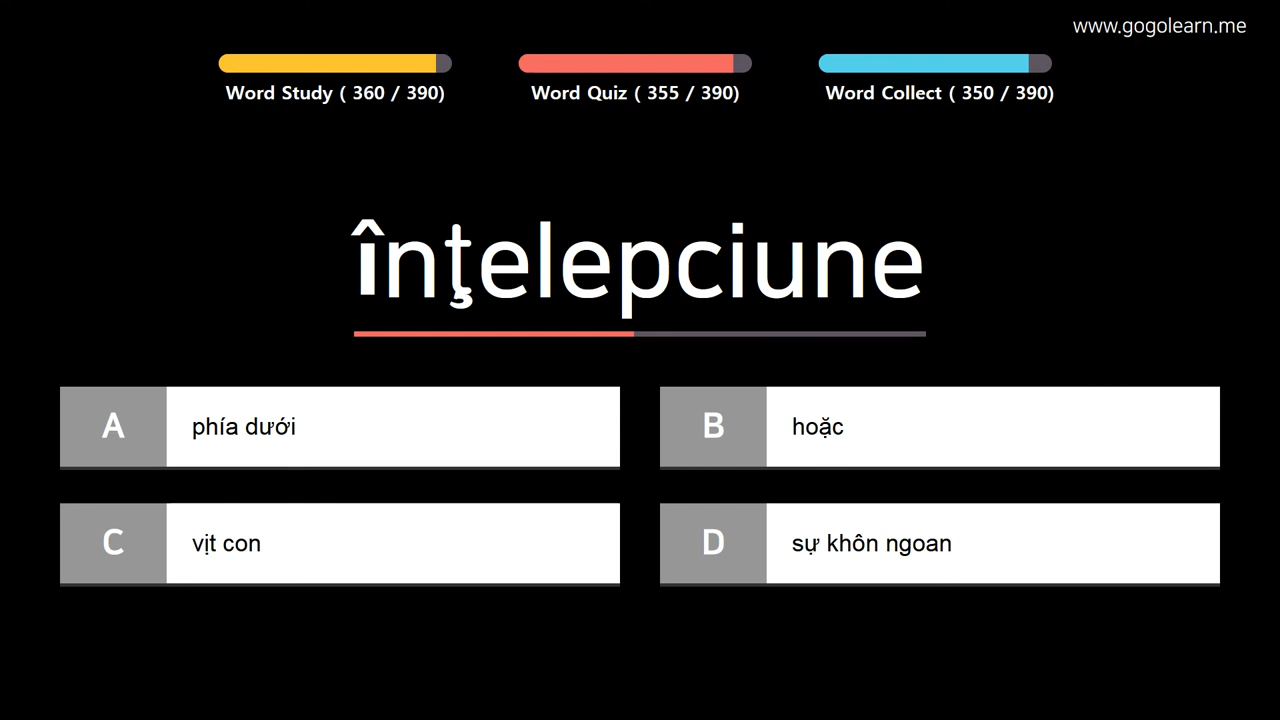 www.gogolearn.me
Word Study ( 360 / 390)
Word Quiz ( 355 / 390)
Word Collect ( 350 / 390)
înţelepciune
A phía dưới
B hoặc
C vịt con
D sự khôn ngoan